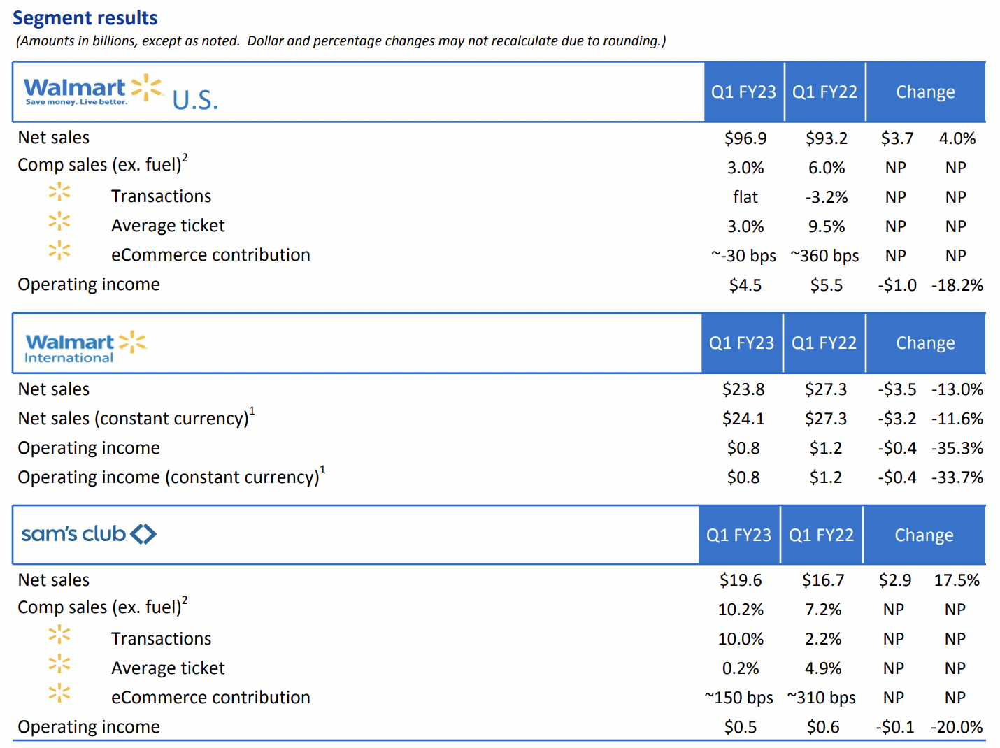 Segment results
(Amounts in billions, except as noted.  Dollar and percentage changes may not recalculate due to rounding.)
Walmart U.S. Q1 FY23 Q1 FY22 Change
Save money. Live better.
Net sales $96.9 $93.2 $3.7 4.0%
Comp sales (ex. fuel)2 3.0% 6.0% NP NP
Transactions flat -3.2% NP NP
Average ticket 3.0% 9.5% NP NP
eCommerce contribution ~-30 bps ~360 bps NP NP
Operating income $4.5 $5.5 -$1.0 -18.2%
Walmart Q1 FY23 Q1 FY22 Change
International
Net sales $23.8 $27.3 -$3.5 -13.0%
Net sales (constant currency)1 $24.1 $27.3 -$3.2 -11.6%
Operating income $0.8 $1.2 -$0.4 -35.3%
Operating income (constant currency)1 $0.8 $1.2 -$0.4 -33.7%
sam's club Q1 FY23 Q1 FY22 Change
Net sales $19.6 $16.7 $2.9 17.5%
Comp sales (ex. fuel)2 10.2% 7.2% NP NP
Transactions 10.0% 2.2% NP NP
Average ticket 0.2% 4.9% NP NP
eCommerce contribution ~150 bps ~310 bps NP NP
Operating income $0.5 $0.6 -$0.1 -20.0%